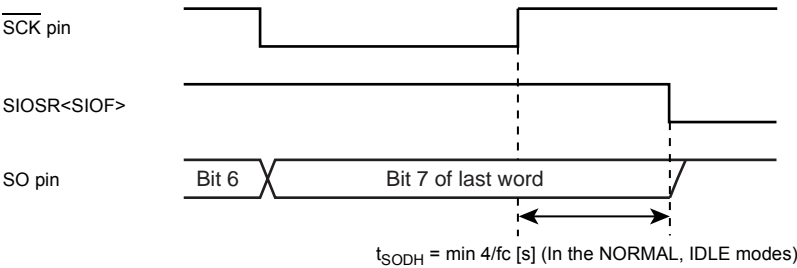 SCK pin
SIOSR<SIOF>
SO pin Bit 6 Bit 7 of last word
tSODH = min 4/fc [s] (In the NORMAL, IDLE modes)